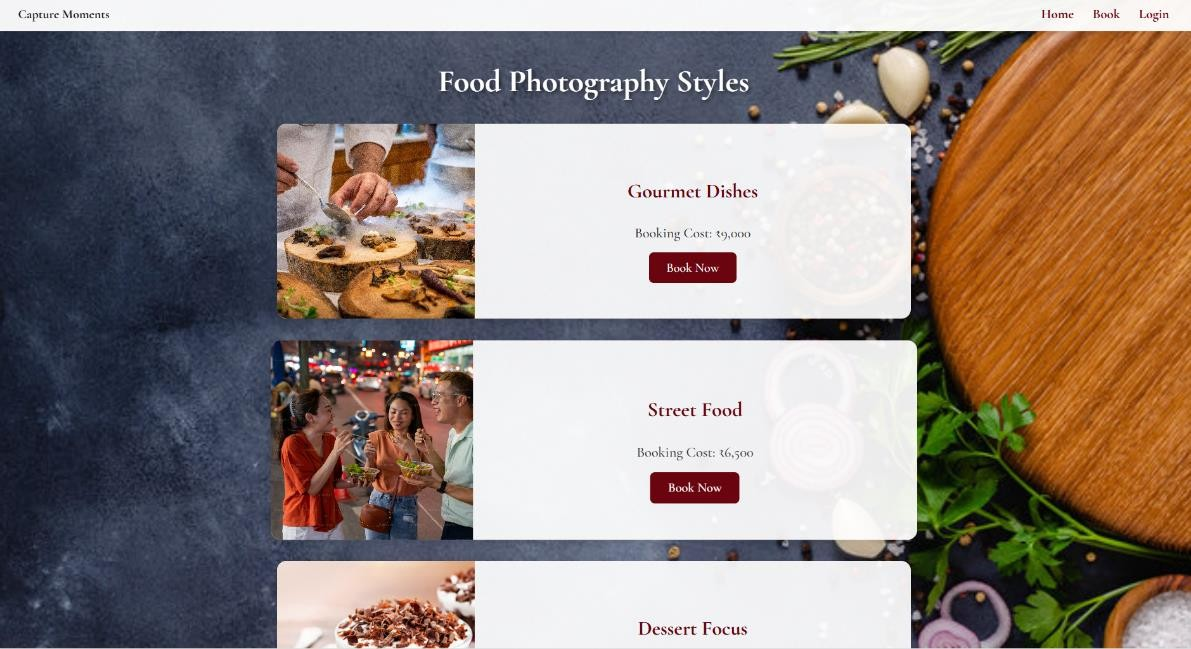 Capture Moments
Home Book Login
Food Photography Styles
Gourmet Dishes
Booking Cost: ₹9,000
Book Now
Street Food
Booking Cost: ₹6,500
Book Now
Dessert Focus